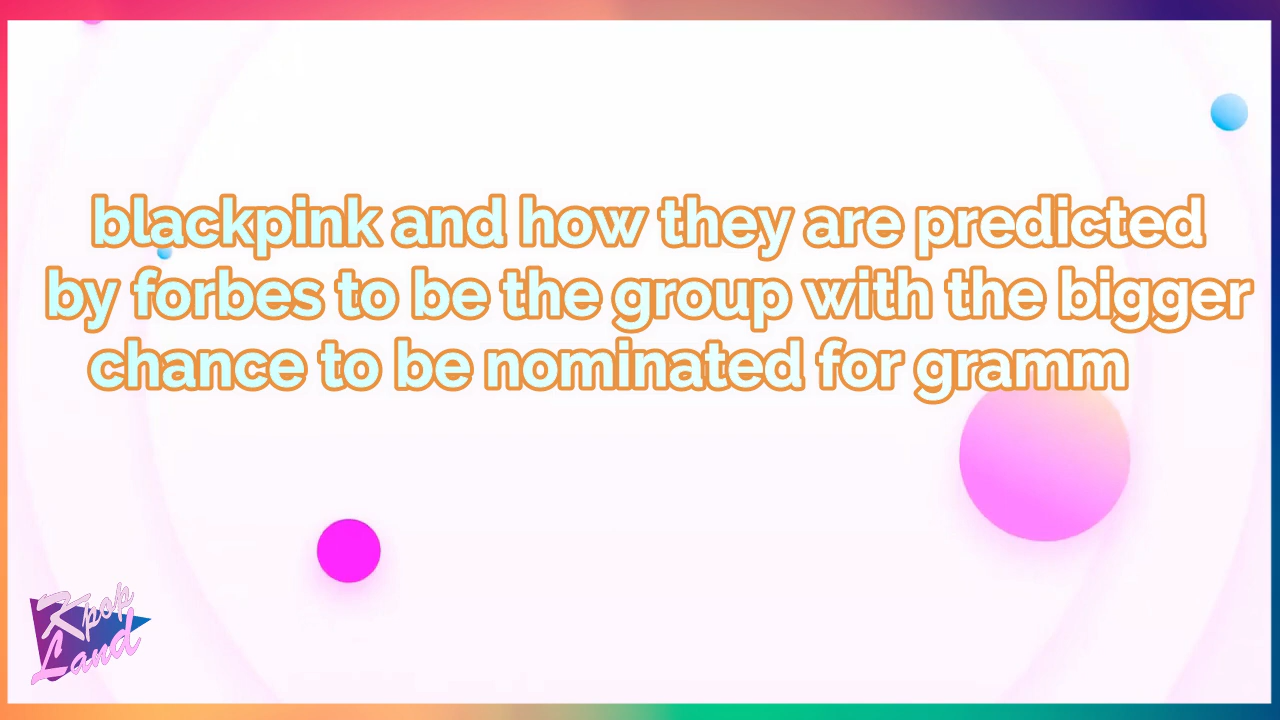 blackpink and how they are predicted
by forbes to be the group with the bigger
chance to be nominated for gramm
Kpop
Land